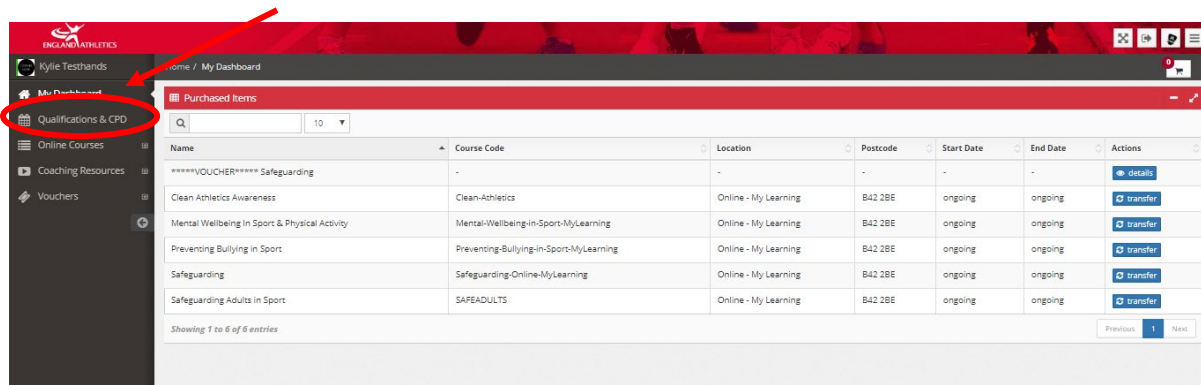 ENGLAND ATHLETICS
Kylie Testhands
Home / My Dashboard
0
My Dashboard
Purchased Items
Qualifications & CPD
10
Online Courses
Name Course Code Location Postcode Start Date End Date Actions
Coaching Resources
*****VOUCHER***** Safeguarding - - - - - details
Vouchers
Clean Athletics Awareness Clean-Athletics Online - My Learning B42 2BE ongoing ongoing transfer
Mental Wellbeing In Sport & Physical Activity Mental-Wellbeing-in-Sport-MyLearning Online - My Learning B42 2BE ongoing ongoing transfer
Preventing Bullying in Sport Preventing-Bullying-in-Sport-MyLearning Online - My Learning B42 2BE ongoing ongoing transfer
Safeguarding Safeguarding-Online-MyLearning Online - My Learning B42 2BE ongoing ongoing transfer
Safeguarding Adults in Sport SAFEADULTS Online - My Learning B42 2BE ongoing ongoing transfer
Showing 1 to 6 of 6 entries
Previous 1 Next